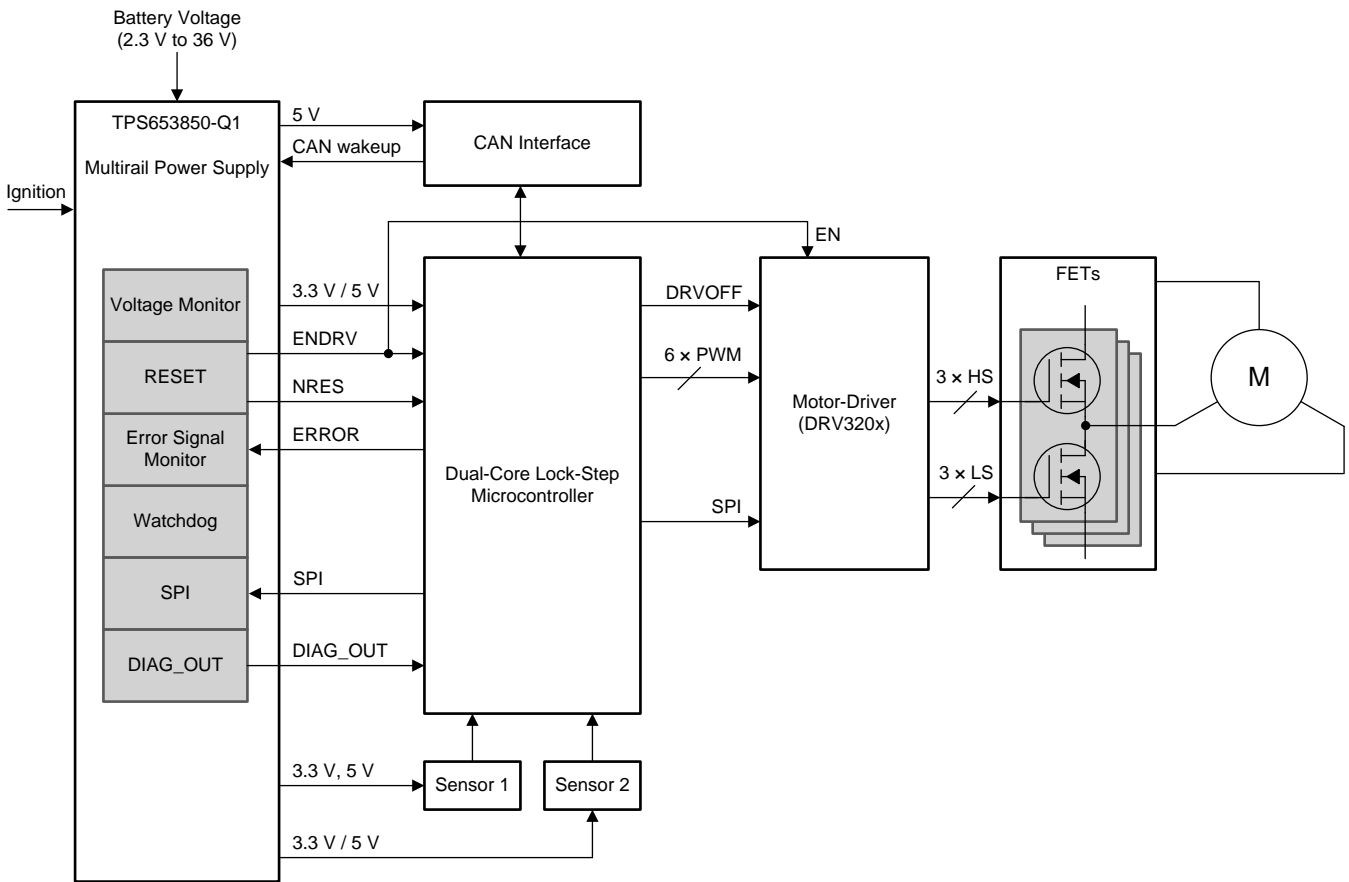 Battery Voltage
(2.3 V to 36 V)
TPS653850-Q1
Multirail Power Supply
Ignition
5 V
CAN wakeup
CAN Interface
EN
Voltage Monitor
RESET
Error Signal
Monitor
Watchdog
SPI
DIAG_OUT
3.3 V / 5 V
ENDRV
NRES
ERROR
SPI
DIAG_OUT
Dual-Core Lock-Step
Microcontroller
DRVOFF
6 × PWM
SPI
Motor-Driver
(DRV320x)
3 × HS
3 × LS
FETs
M
3.3 V, 5 V
Sensor 1
Sensor 2
3.3 V / 5 V